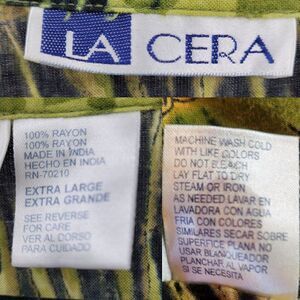 LA CERA
100% RAYON
100% RAYON
MADE IN INDIA
HECHO EN INDIA
RN-70210
EXTRA LARGE
EXTRA GRANDE
SEE REVERSE
FOR CARE
VER AL DORSO
PARA CUIDADO
MACHINE WASH COLD
WITH LIKE COLORS
DO NOT BLEACH
LAY FLAT TO DRY
STEAM OR IRON
AS NEEDED LAVAR EN
LAVADORA CON AGUA
FRIA CON COLORES
SIMILARES SECAR SOBRE
SUPERFICE PLANA NO
USAR BLANQUEADOR
PLANCHAR AL VAPOR
SI SE NECESITA